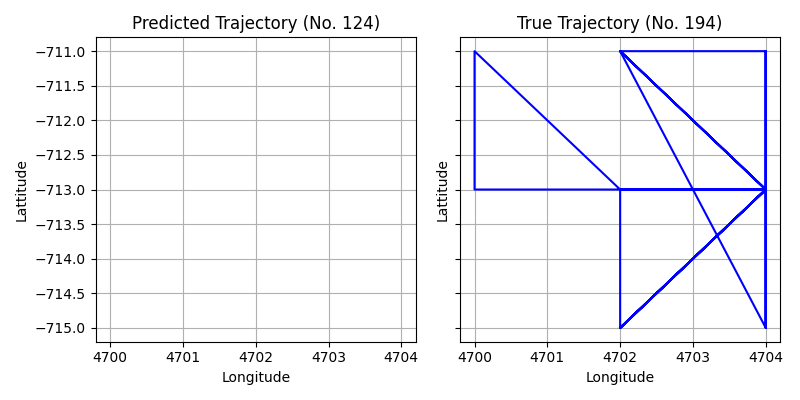 Predicted Trajectory (No. 124)
True Trajectory (No. 194)
−711.0
−711.5
−712.0
−712.5
−713.0
−713.5
−714.0
−714.5
−715.0
Lattitude
Lattitude
4700 4701 4702 4703 4704
4700 4701 4702 4703 4704
Longitude
Longitude